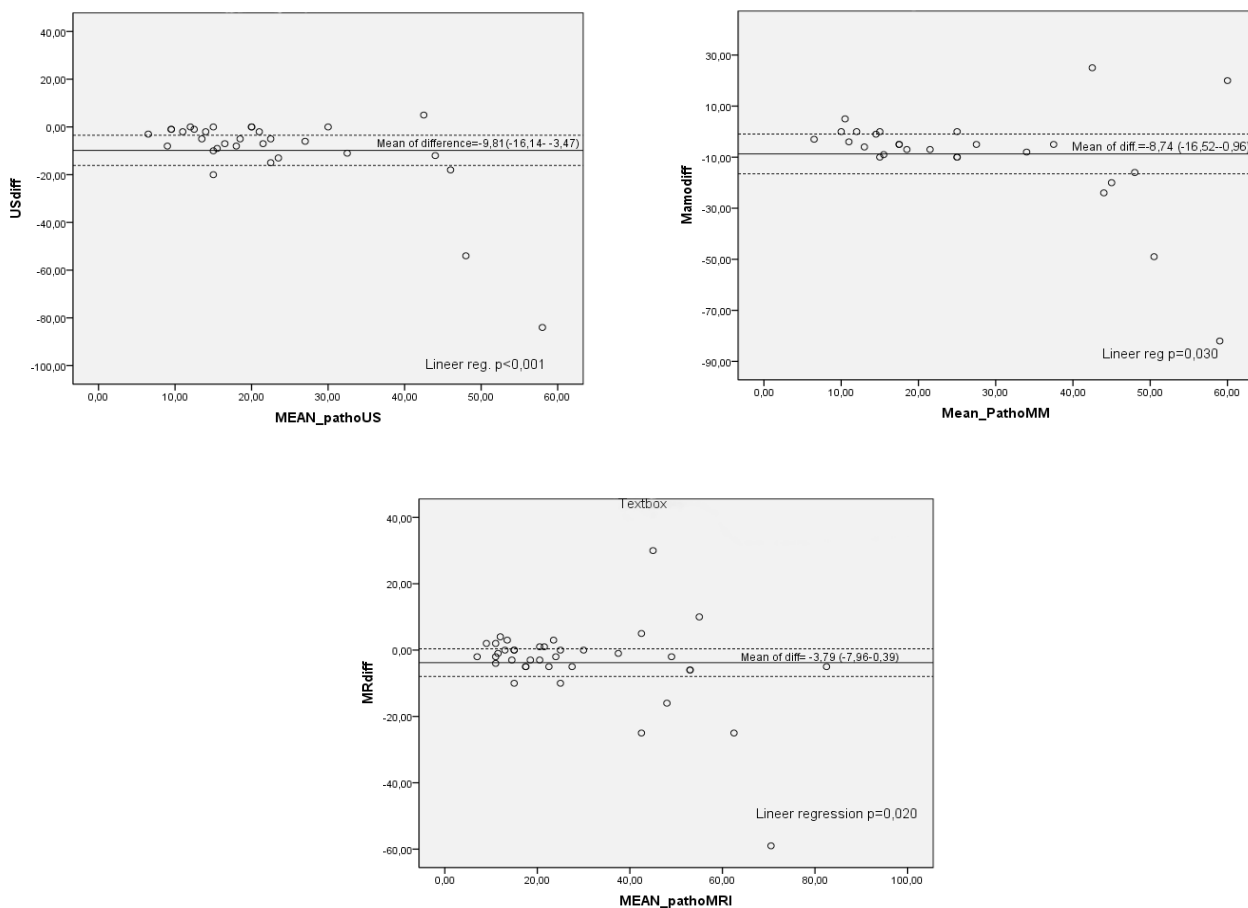 40,00
20,00
0,00
-20,00
-40,00
-60,00
-80,00
-100,00
USdiff
Mean of difference=-9,81(-16,14- -3,47)
Lineer reg. p<0,001
0,00 10,00 20,00 30,00 40,00 50,00 60,00
MEAN_pathoUS
30,00
10,00
-10,00
-30,00
-50,00
-70,00
-90,00
Mamodiff
Mean of diff.=-8,74 (-16,52--0,96)
Lineer reg p=0,030
0,00 10,00 20,00 30,00 40,00 50,00 60,00
Mean_PathoMM
Textbox
40,00
20,00
0,00
-20,00
-40,00
-60,00
MRdiff
Mean of diff= -3,79 (-7,96-0,39)
Lineer regression p=0,020
0,00 20,00 40,00 60,00 80,00 100,00
MEAN_pathoMRI